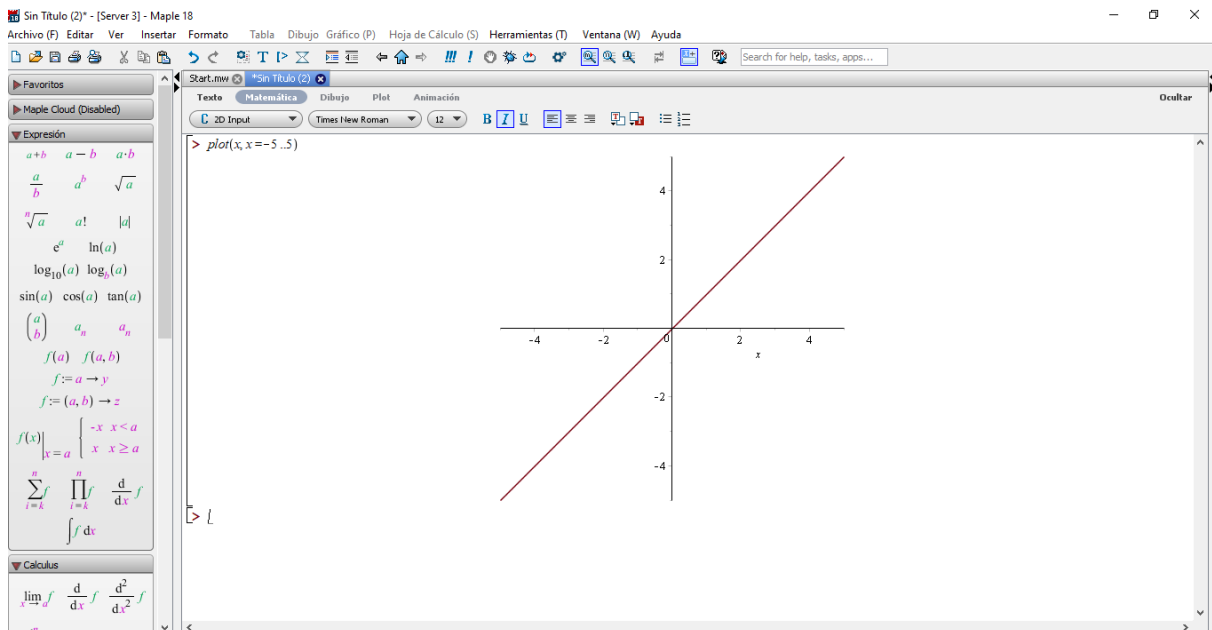 Sin Título (2)* - [Server 3] - Maple 18
Archivo (F) Editar Ver Insertar Formato Tabla Dibujo Gráfico (P) Hoja de Cálculo (S) Herramientas (T) Ventana (W) Ayuda
Search for help, tasks, apps...
Favoritos
Maple Cloud (Disabled)
Expresión
a+b a − b a·b
a/b a^b √a
ⁿ√a a! |a|
e^a ln(a)
log₁₀(a) log_b(a)
sin(a) cos(a) tan(a)
(a b) a_n a_n
f(a) f(a, b)
f := a → y
f := (a, b) → z
f(x)|x = a { -x x < a
x x ≥ a
∑ i=k n f ∏ i=k n f d/dx f
∫ f dx
Calculus
lim x→a f d/dx f d²/dx² f
Start.mw *Sin Título (2)
Texto Matemática Dibujo Plot Animación Ocultar
C 2D Input Times New Roman 12 B I U
> plot(x, x = −5 ..5)
4
2
-4 -2 0 2 4
x
-2
-4
>